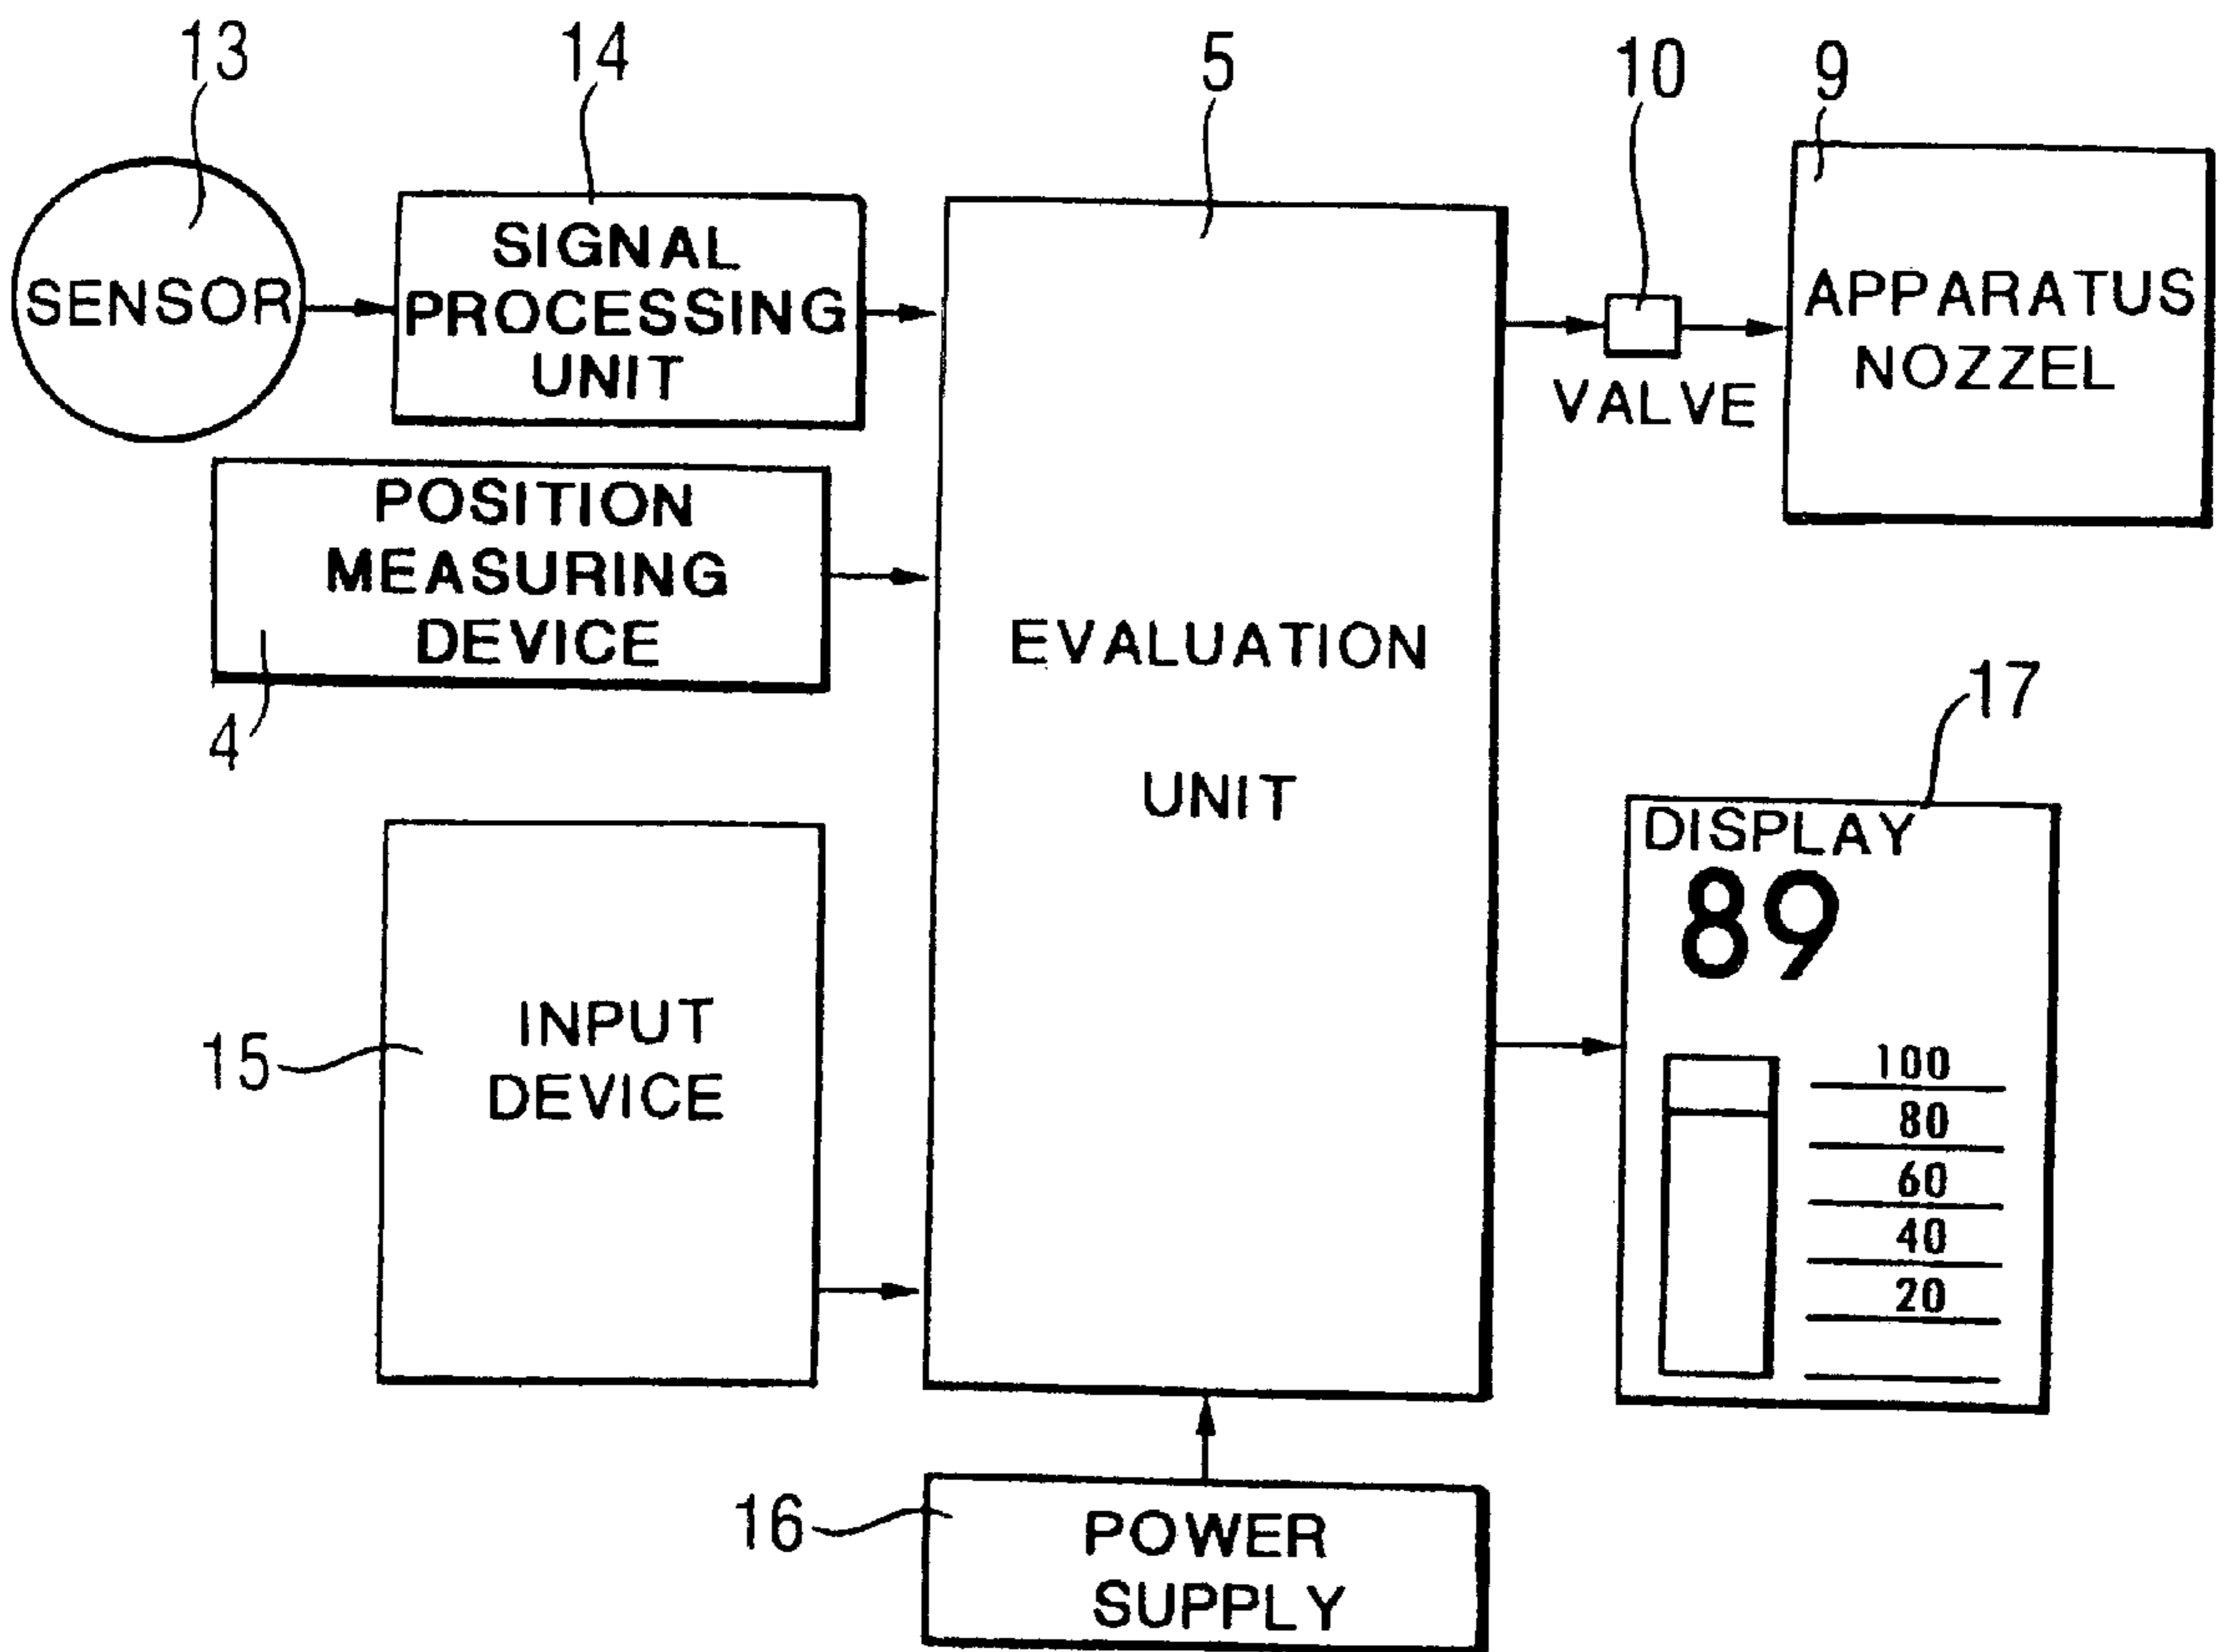 13
14
5
10
9
SENSOR
SIGNAL
PROCESSING
UNIT
VALVE
APPARATUS
NOZZEL
POSITION
MEASURING
DEVICE
4
EVALUATION
UNIT
17
DISPLAY
89
100
80
60
40
20
15
INPUT
DEVICE
16
POWER
SUPPLY